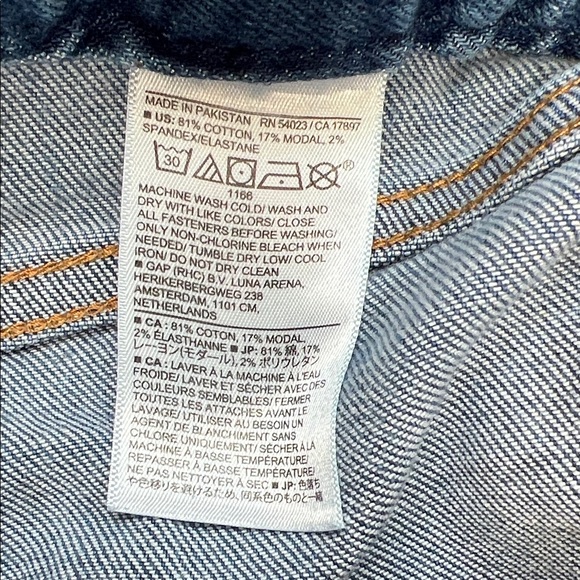 MADE IN PAKISTAN RN 54023 / CA 17897
■ US: 81% COTTON, 17% MODAL, 2%
SPANDEX/ELASTANE
30 ®
1166
MACHINE WASH COLD/ WASH AND
DRY WITH LIKE COLORS/ CLOSE
ALL FASTENERS BEFORE WASHING/
ONLY NON-CHLORINE BLEACH WHEN
NEEDED/ TUMBLE DRY LOW/ COOL
IRON/ DO NOT DRY CLEAN
■ GAP (RHC) B.V. LUNA ARENA,
HERIKERBERGWEG 238
AMSTERDAM, 1101 CM,
NETHERLANDS
■ CA : 81% COTON, 17% MODAL,
2% ÉLASTHANNE ■ JP: 81% 綿, 17%
レーヨン(モダール), 2% ポリウレタン
■ CA : LAVER À LA MACHINE À L'EAU
FROIDE/ LAVER ET SÉCHER AVEC DES
COULEURS SEMBLABLES/ FERMER
TOUTES LES ATTACHES AVANT LE
LAVAGE/ UTILISER AU BESOIN UN
AGENT DE BLANCHIMENT SANS
CHLORE UNIQUEMENT/ SÉCHER À LA
MACHINE À BASSE TEMPÉRATURE/
REPASSER À BASSE TEMPÉRATURE/
NE PAS NETTOYER À SEC ■ JP: 色落ち
や色移りを避けるため、同系色のものと一緒